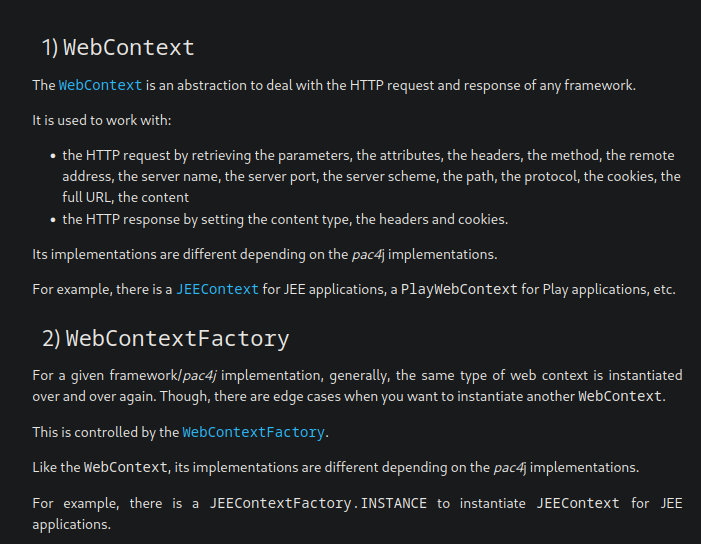 1) WebContext
The WebContext is an abstraction to deal with the HTTP request and response of any framework.
It is used to work with:
• the HTTP request by retrieving the parameters, the attributes, the headers, the method, the remote
address, the server name, the server port, the server scheme, the path, the protocol, the cookies, the
full URL, the content
• the HTTP response by setting the content type, the headers and cookies.
Its implementations are different depending on the pac4j implementations.
For example, there is a JEEContext for JEE applications, a PlayWebContext for Play applications, etc.
2) WebContextFactory
For a given framework/pac4j implementation, generally, the same type of web context is instantiated
over and over again. Though, there are edge cases when you want to instantiate another WebContext.
This is controlled by the WebContextFactory.
Like the WebContext, its implementations are different depending on the pac4j implementations.
For example, there is a JEEContextFactory.INSTANCE to instantiate JEEContext for JEE
applications.